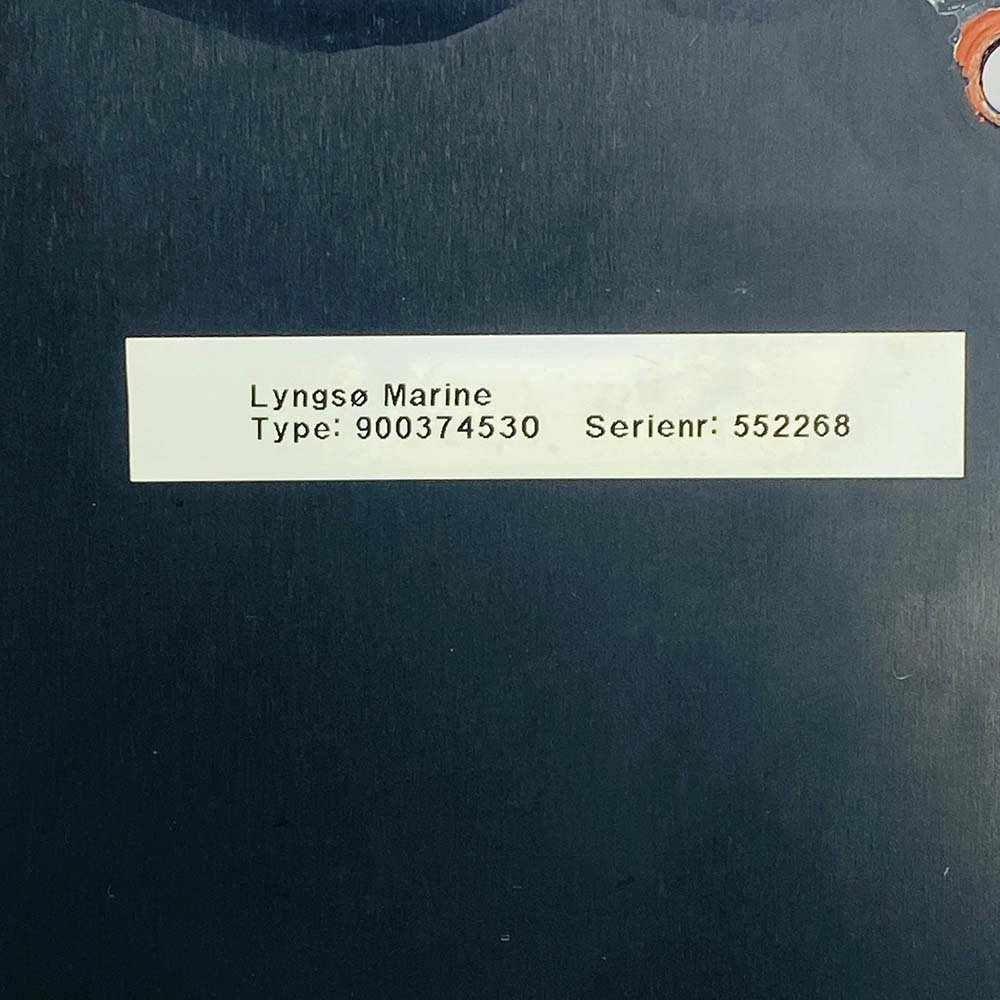 Lyngsø Marine
Type: 900374530 Serienr: 552268